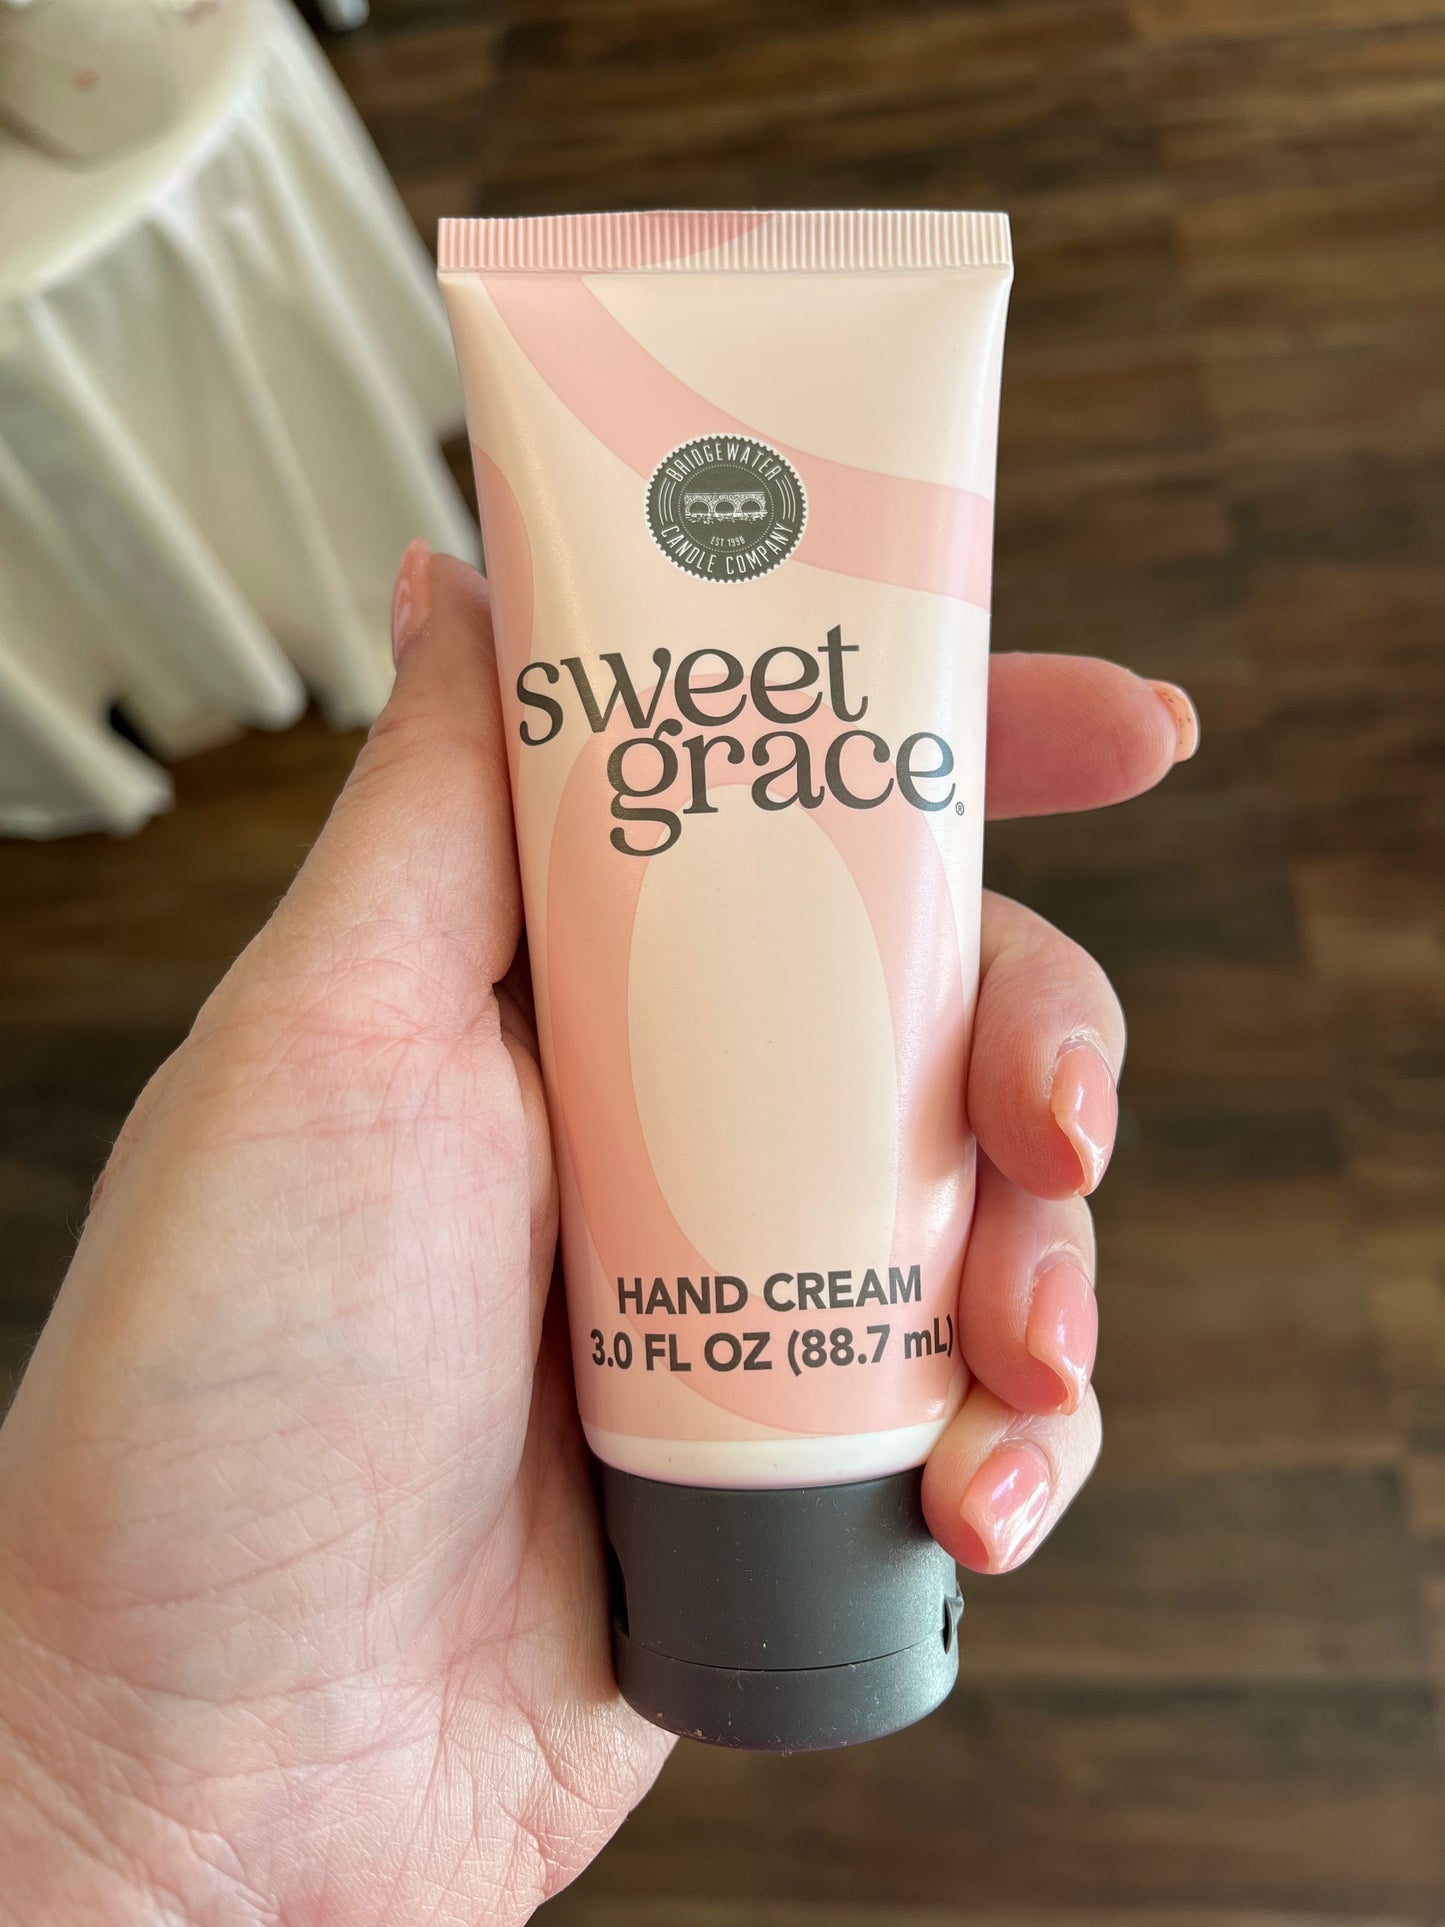 BRIDGEWATER
EST. 1998
CANDLE COMPANY
sweet
grace®
HAND CREAM
3.0 FL OZ (88.7 mL)